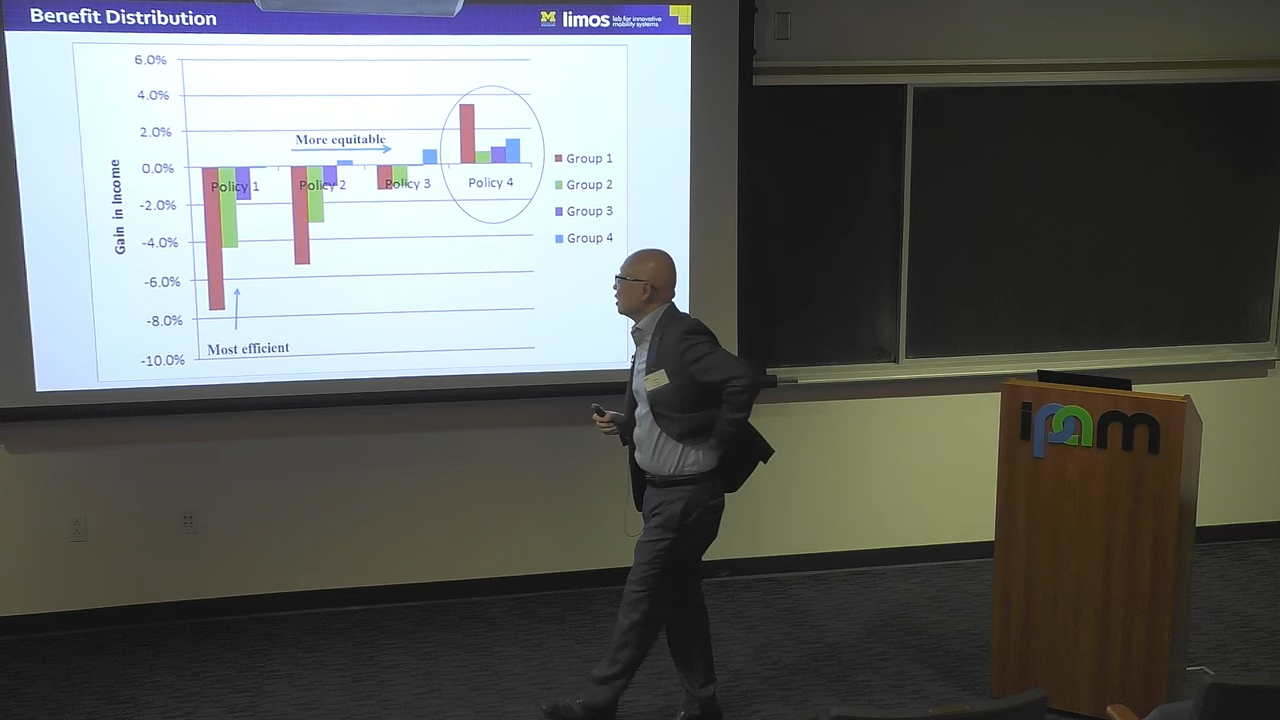 Benefit Distribution
limos lab for innovative
mobility systems
6.0%
4.0%
2.0%
0.0%
-2.0%
-4.0%
-6.0%
-8.0%
-10.0%
Gain in Income
More equitable
Policy 1
Policy 2
Policy 3
Policy 4
Most efficient
Group 1
Group 2
Group 3
Group 4
ipam